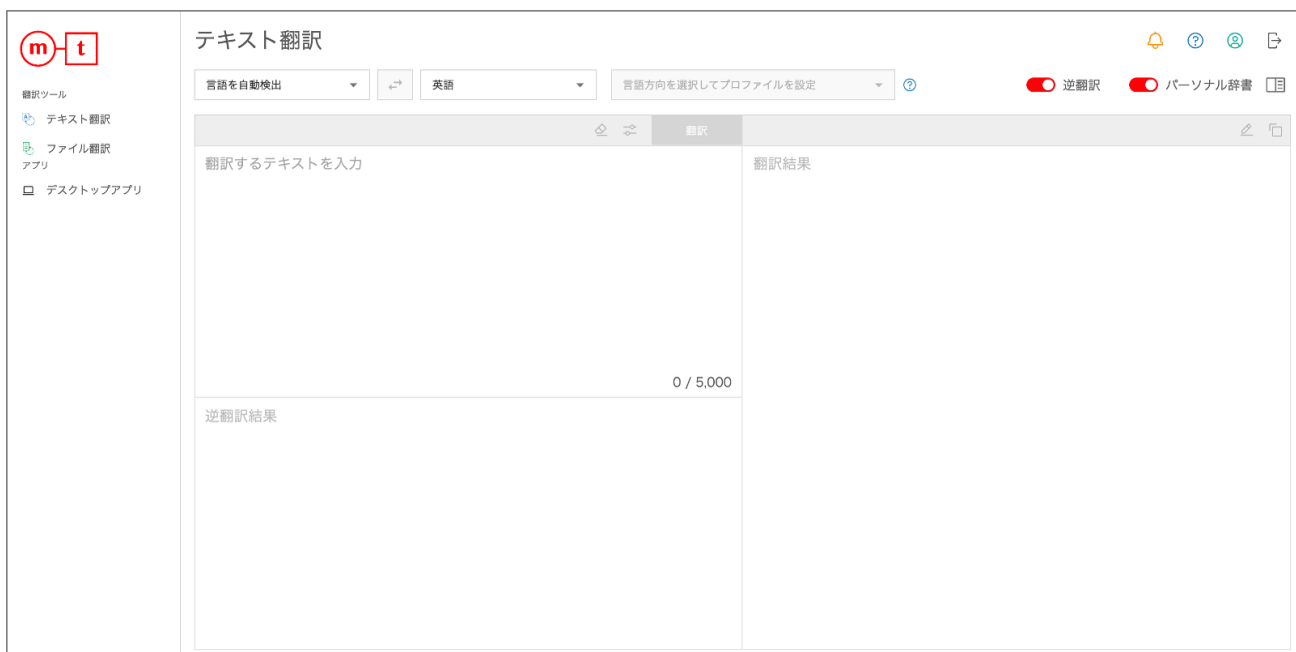 m t
テキスト翻訳
翻訳ツール
テキスト翻訳
ファイル翻訳
アプリ
デスクトップアプリ
言語を自動検出
英語
言語方向を選択してプロファイルを設定
逆翻訳
パーソナル辞書
翻訳
翻訳するテキストを入力
翻訳結果
0 / 5,000
逆翻訳結果